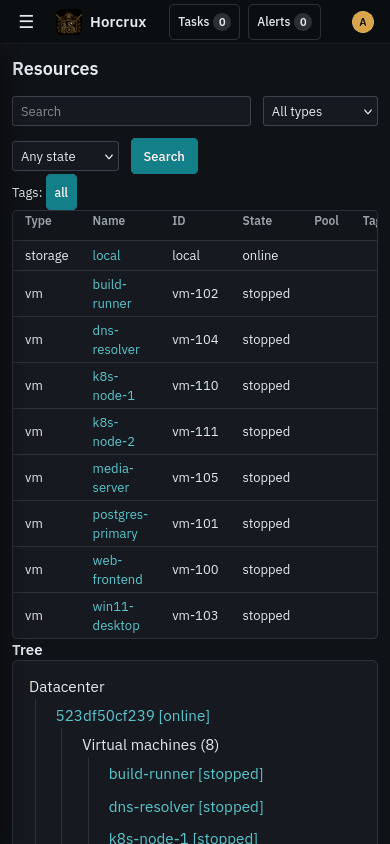 ☰ Horcrux Tasks 0 Alerts 0 A
Resources
Search All types
Any state Search
Tags: all
Type Name ID State Pool Tag
storage local local online
vm build-
runner vm-102 stopped
vm dns-
resolver vm-104 stopped
vm k8s-
node-1 vm-110 stopped
vm k8s-
node-2 vm-111 stopped
vm media-
server vm-105 stopped
vm postgres-
primary vm-101 stopped
vm web-
frontend vm-100 stopped
vm win11-
desktop vm-103 stopped
Tree
Datacenter
523df50cf239 [online]
Virtual machines (8)
build-runner [stopped]
dns-resolver [stopped]
k8s-node-1 [stopped]